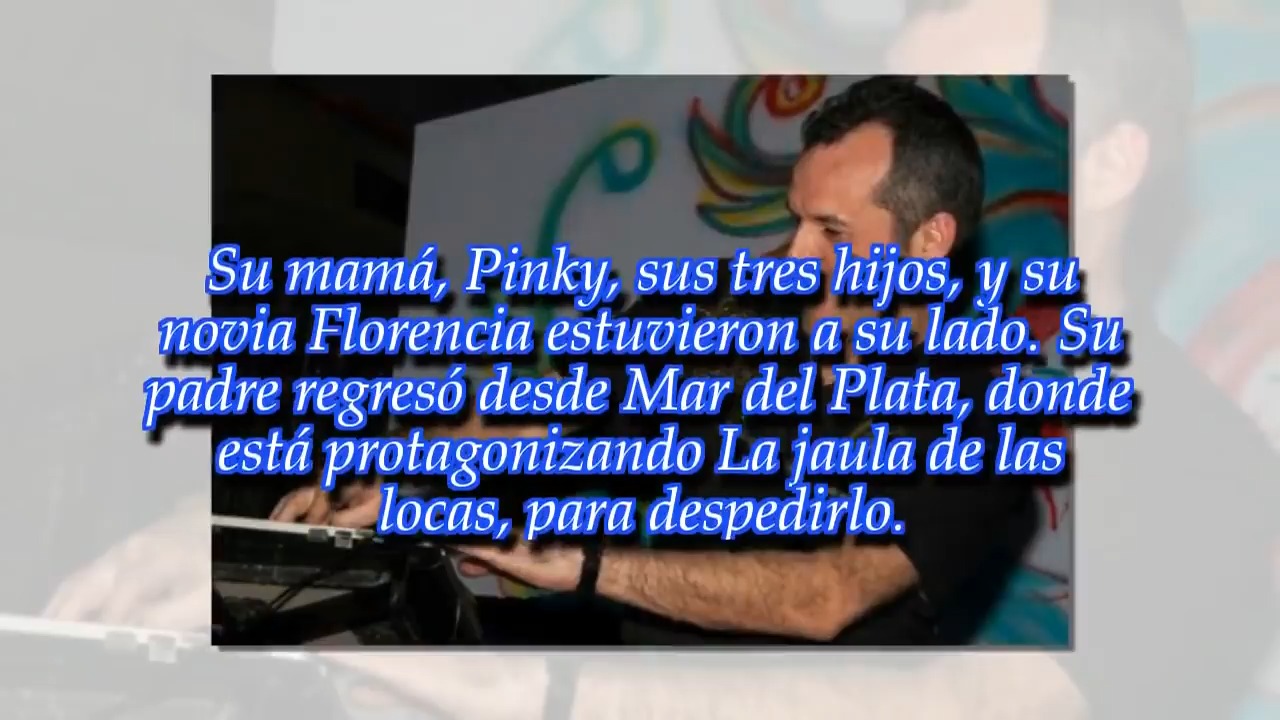 Su mamá, Pinky, sus tres hijos, y su
novia Florencia estuvieron a su lado. Su
padre regresó desde Mar del Plata, donde
está protagonizando La jaula de las
locas, para despedirlo.